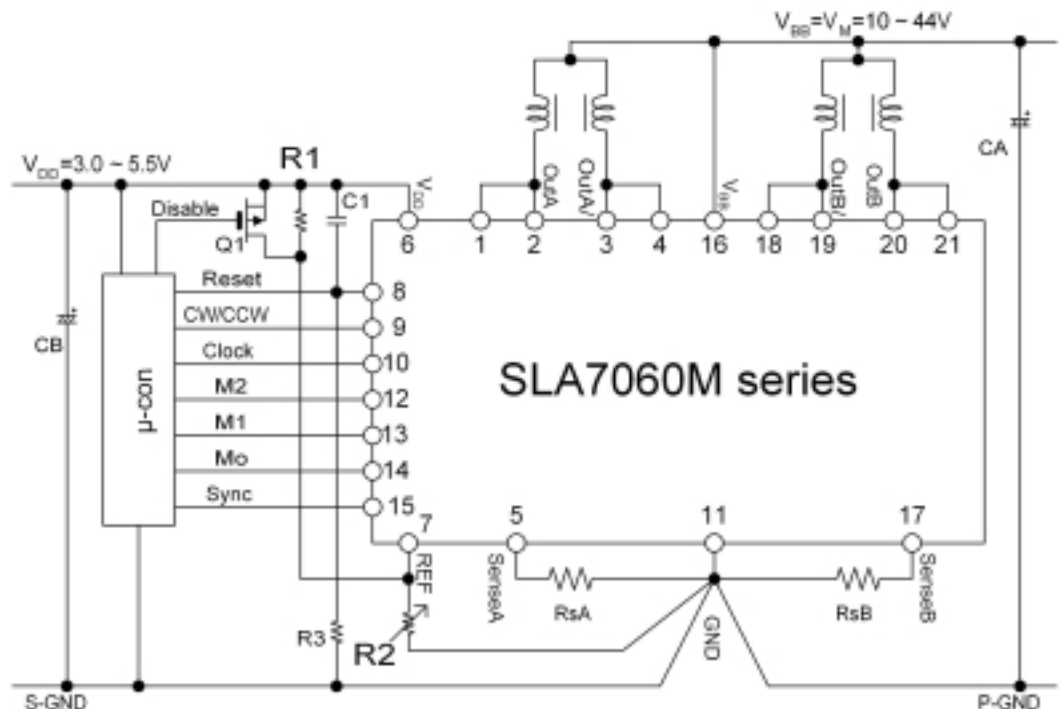 V_BB=V_M=10 ~ 44V
V_DD=3.0 ~ 5.5V
R1
C1
CA
Disable
Q1
V_DD
OutA
OutA/
V_BB
OutB/
OutB
6 1 2 3 4 16 18 19 20 21
Reset 8
CW/CCW 9
Clock 10
M2 12
M1 13
Mo 14
Sync 15
CB
μ-con
SLA7060M series
7 5 11 17
REF
SenseA
RsA
GND
RsB
SenseB
R3
R2
S-GND
P-GND